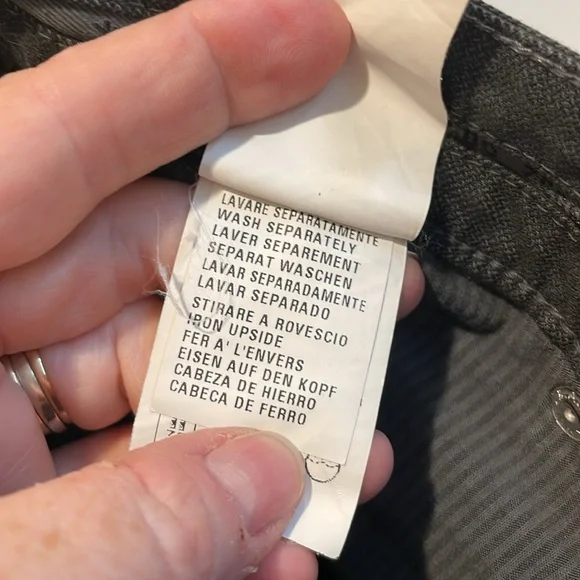 LAVARE SEPARATAMENTE
WASH SEPARATELY
LAVER SEPAREMENT
SEPARAT WASCHEN
LAVAR SEPARADAMENTE
LAVAR SEPARADO
STIRARE A ROVESCIO
IRON UPSIDE
FER A' L'ENVERS
EISEN AUF DEN KOPF
CABEZA DE HIERRO
CABECA DE FERRO